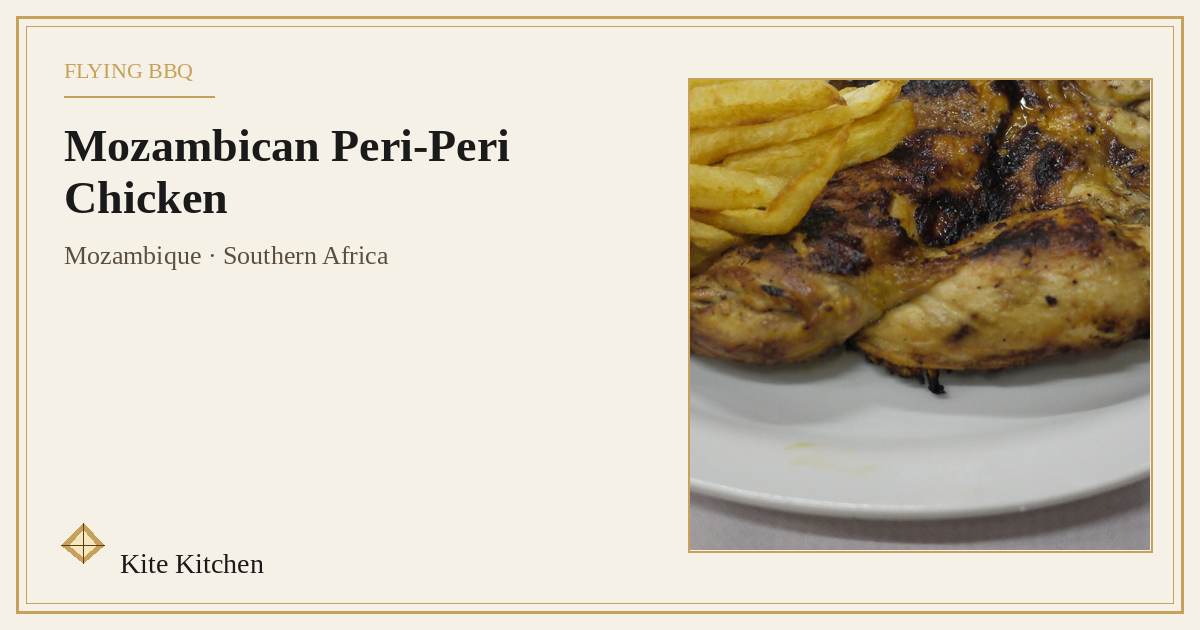 FLYING BBQ
Mozambican Peri-Peri
Chicken
Mozambique · Southern Africa
Kite Kitchen